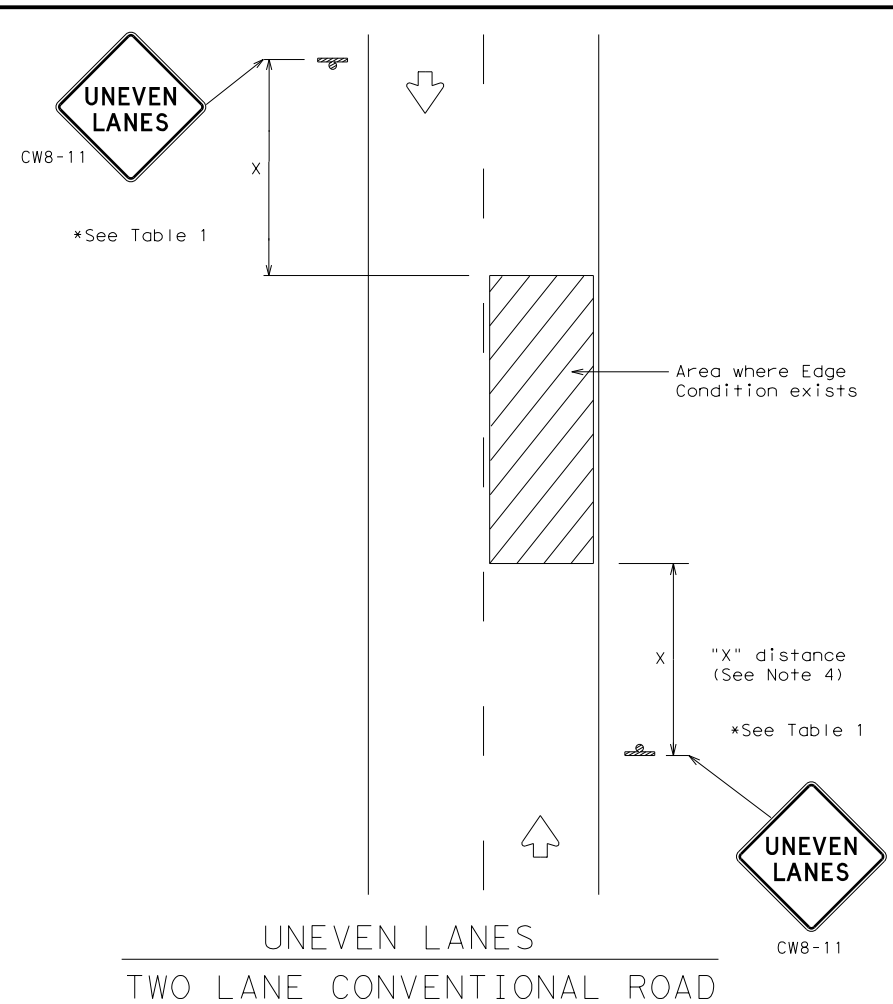 UNEVEN
LANES
CW8-11
X
*See Table 1
Area where Edge
Condition exists
X
"X" distance
(See Note 4)
*See Table 1
UNEVEN
LANES
CW8-11
UNEVEN LANES
TWO LANE CONVENTIONAL ROAD